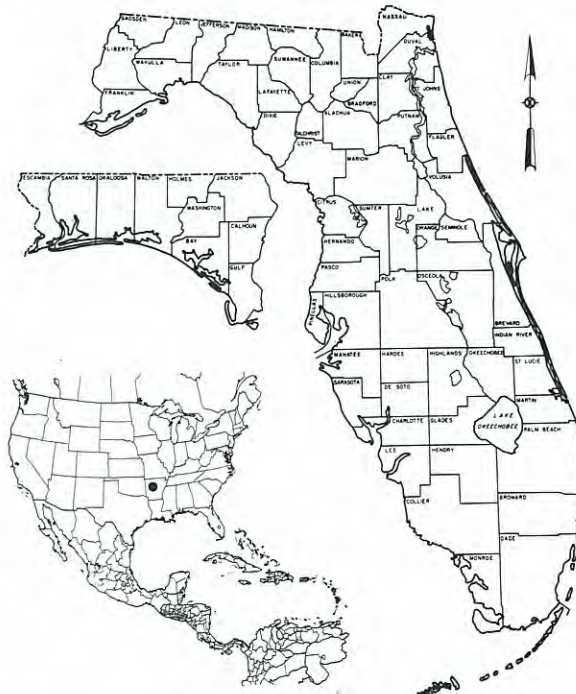 NASSAU
GADSDEN
LEON
JEFFERSON
MADISON
HAMILTON
BAKER
DUVAL
LIBERTY
WAKULLA
TAYLOR
SUWANNEE
COLUMBIA
UNION
CLAY
ST JOHNS
FRANKLIN
LAFAYETTE
BRADFORD
DIXIE
GILCHRIST
ALACHUA
PUTNAM
FLAGLER
LEVY
MARION
VOLUSIA
ESCAMBIA
SANTA ROSA
OKALOOSA
WALTON
HOLMES
JACKSON
WASHINGTON
BAY
CALHOUN
GULF
CITRUS
SUMTER
LAKE
HERNANDO
ORANGE
SEMINOLE
PASCO
POLK
OSCEOLA
PINELLAS
HILLSBOROUGH
BREVARD
INDIAN RIVER
MANATEE
HARDEE
HIGHLANDS
OKEECHOBEE
ST LUCIE
SARASOTA
DE SOTO
MARTIN
CHARLOTTE
GLADES
LAKE
OKEECHOBEE
PALM BEACH
LEE
HENDRY
COLLIER
BROWARD
DADE
MONROE